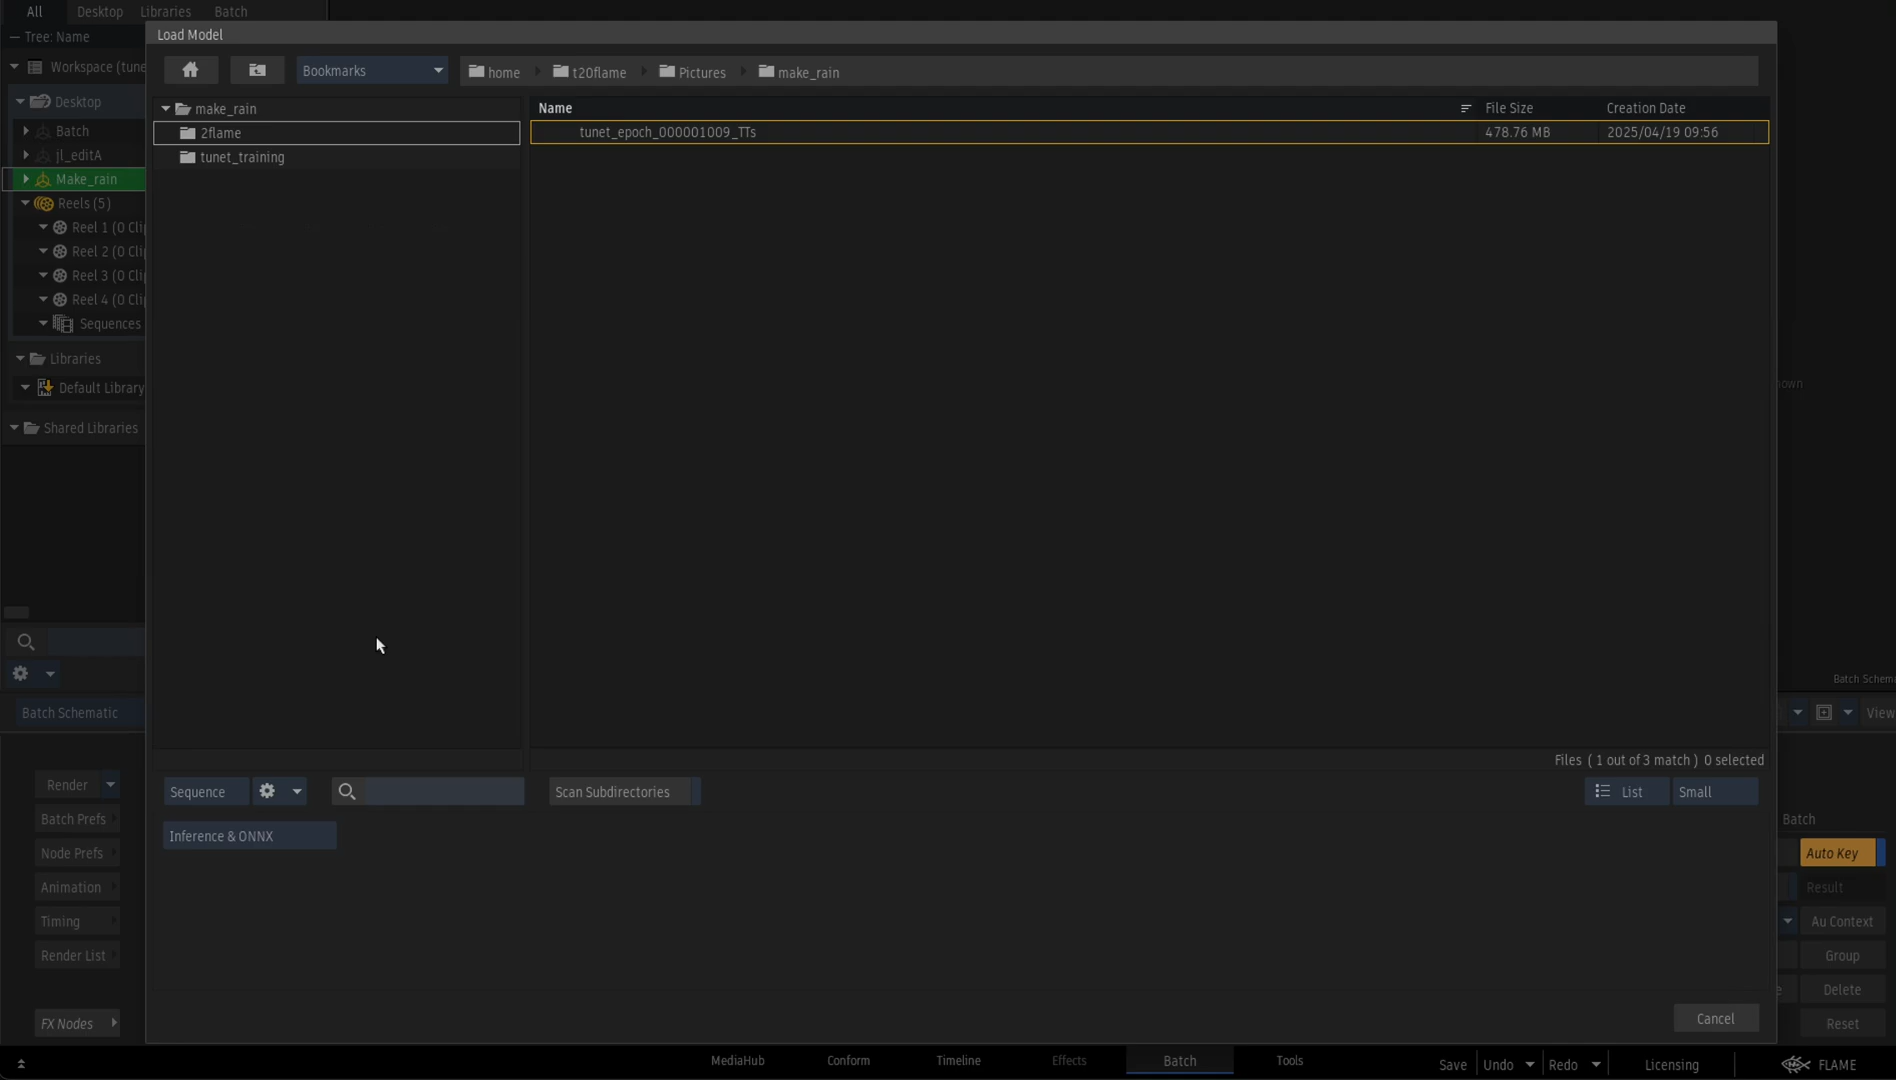 All Desktop Libraries Batch
Tree: Name
Load Model
Workspace (tune
Bookmarks home t20flame Pictures make_rain
Desktop
make_rain
Name File Size Creation Date
Batch
2flame
tunet_epoch_000001009_TTs 478.76 MB 2025/04/19 09:56
jl_editA
tunet_training
Make_rain
Reels (5)
Reel 1 (0 Cli
Reel 2 (0 Cli
Reel 3 (0 Cli
Reel 4 (0 Cli
Sequences
Libraries
Default Library
own
Shared Libraries
Batch Schem
Batch Schematic
View
Files ( 1 out of 3 match ) 0 selected
Render
Sequence
Scan Subdirectories
List
Small
Batch Prefs
Batch
Inference & ONNX
Node Prefs
Auto Key
Animation
Result
Timing
Au Context
Render List
Group
e
Delete
Cancel
FX Nodes
Reset
MediaHub Conform Timeline Effects Batch Tools Save Undo Redo Licensing FLAME